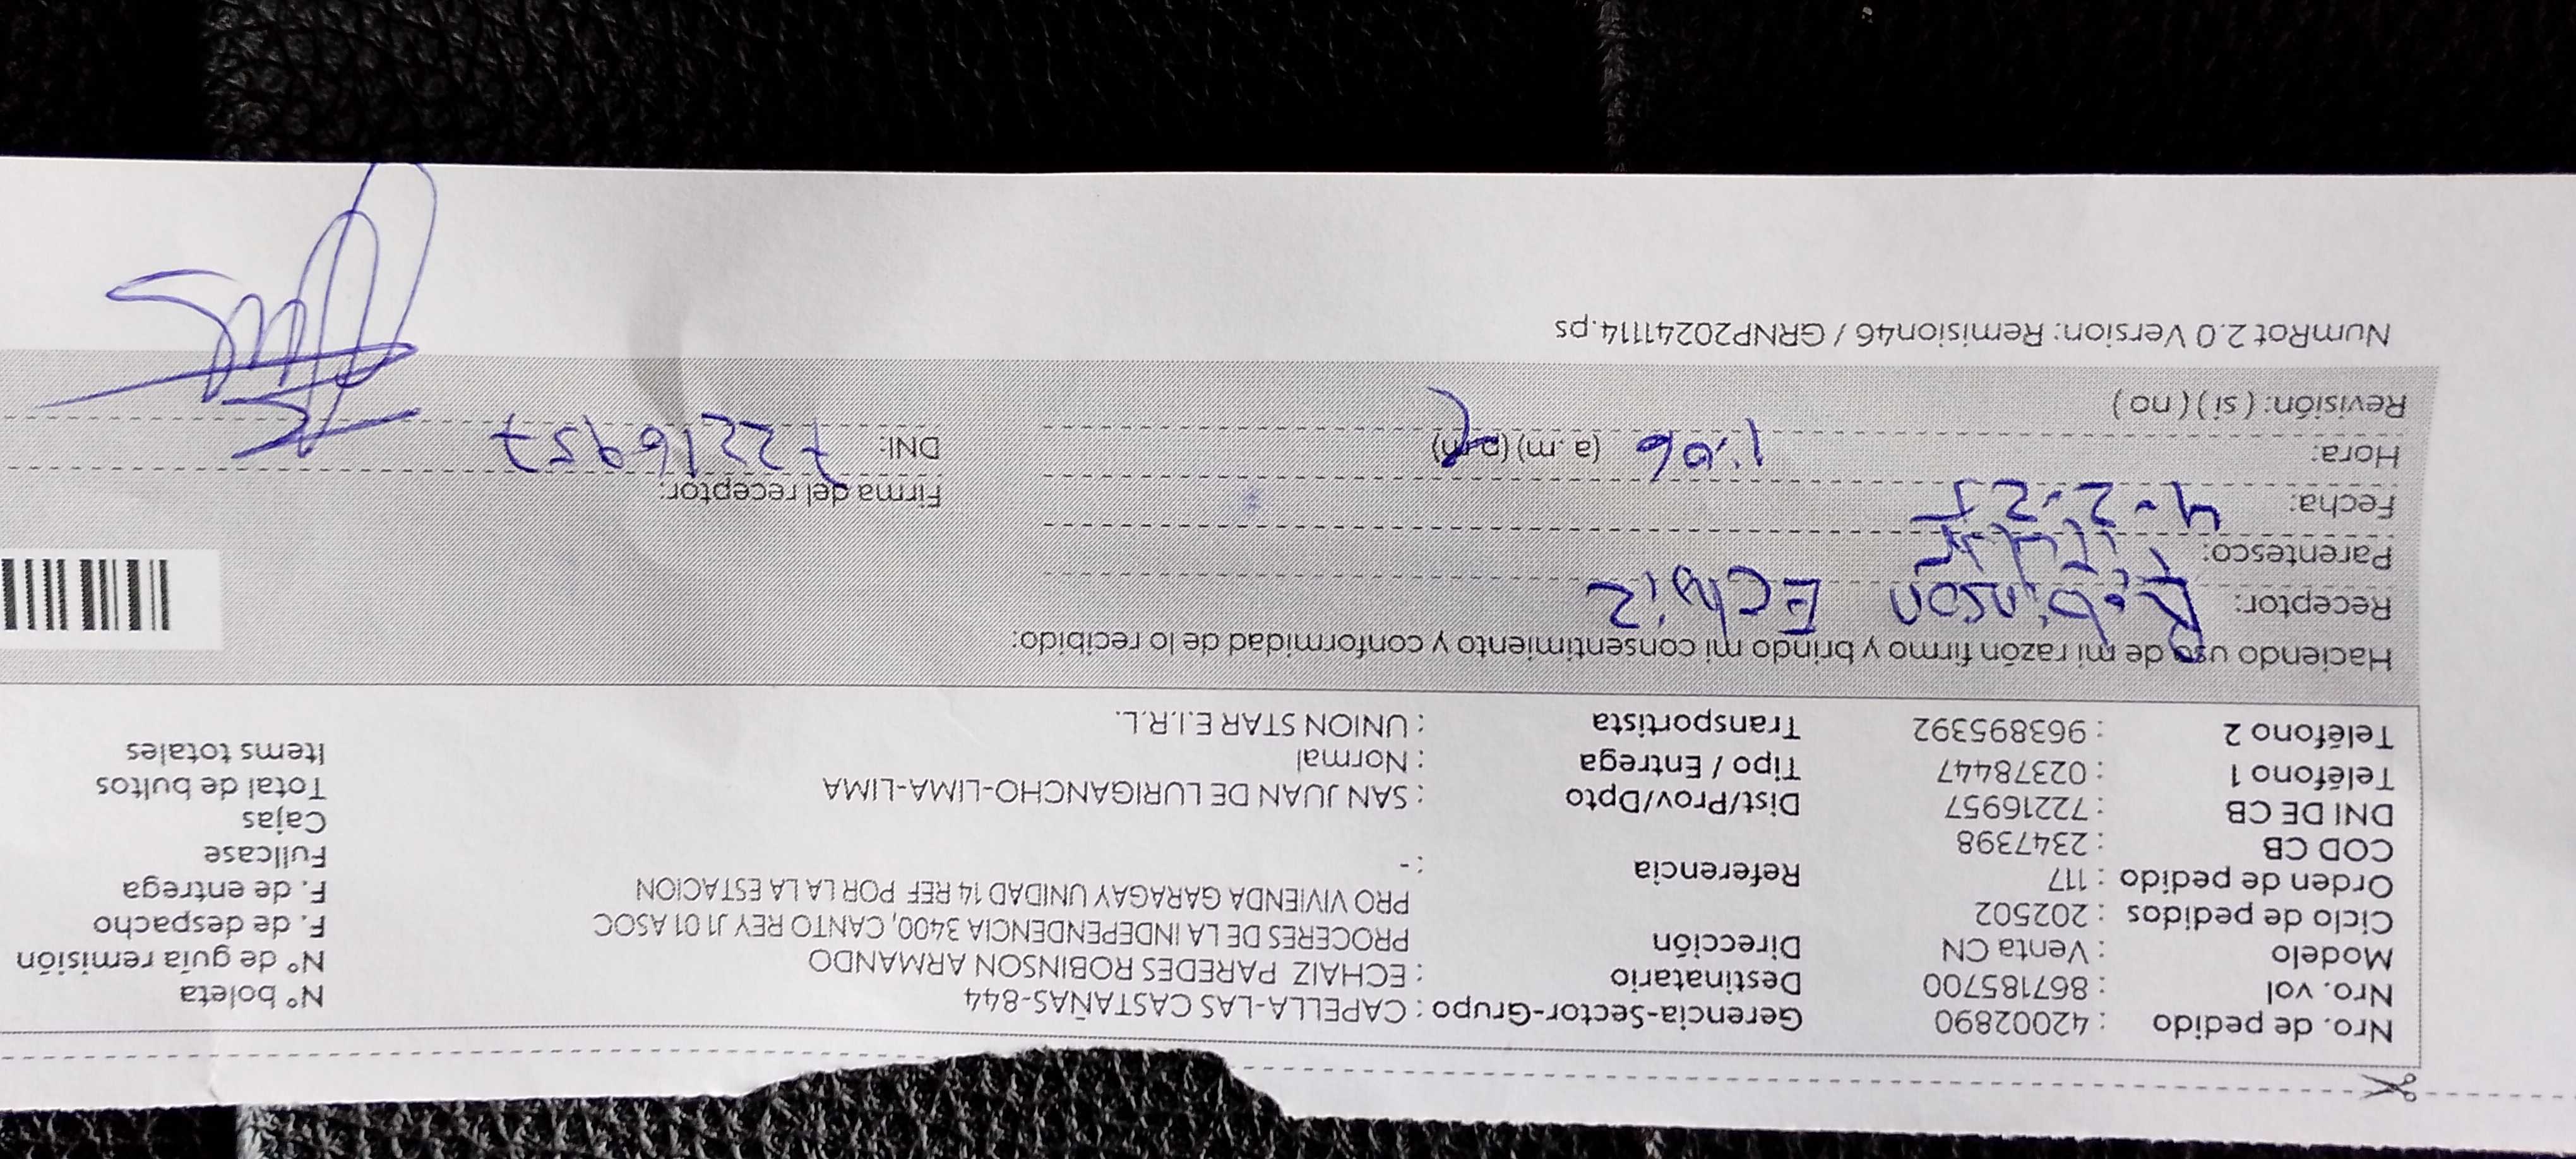 Nro. de pedido : 42002890 Gerencia-Sector-Grupo : CAPELLA-LAS CASTAÑAS-844 N° boleta
Nro. vol : 867185700 Destinatario : ECHAIZ PAREDES ROBINSON ARMANDO N° de guía remisión
Modelo : Venta CN Dirección PROCERES DE LA INDEPENDENCIA 3400, CANTO REY J1 01 ASOC F. de despacho
Ciclo de pedidos : 202502 PRO VIVIENDA GARAGAY UNIDAD 14 REF POR LA LA ESTACION F. de entrega
Orden de pedido : 117 Referencia : - Fullcase
COD CB : 2347398 Cajas
DNI DE CB : 72216957 Dist/Prov/Dpto : SAN JUAN DE LURIGANCHO-LIMA-LIMA Total de bultos
Teléfono 1 : 02378447 Tipo / Entrega : Normal Items totales
Teléfono 2 : 963895392 Transportista : UNION STAR E.I.R.L.
Haciendo uso de mi razón firmo y brindo mi consentimiento y conformidad de lo recibido:
Receptor: Robinson Echaiz
Parentesco:
Fecha: 4-2-25 Firma del receptor:
Hora: 1:06 (a.m) (p.m) DNI: 72216957
Revisión: ( si ) ( no )
NumRot 2.0 Version: Remision46 / GRNP20241114.ps